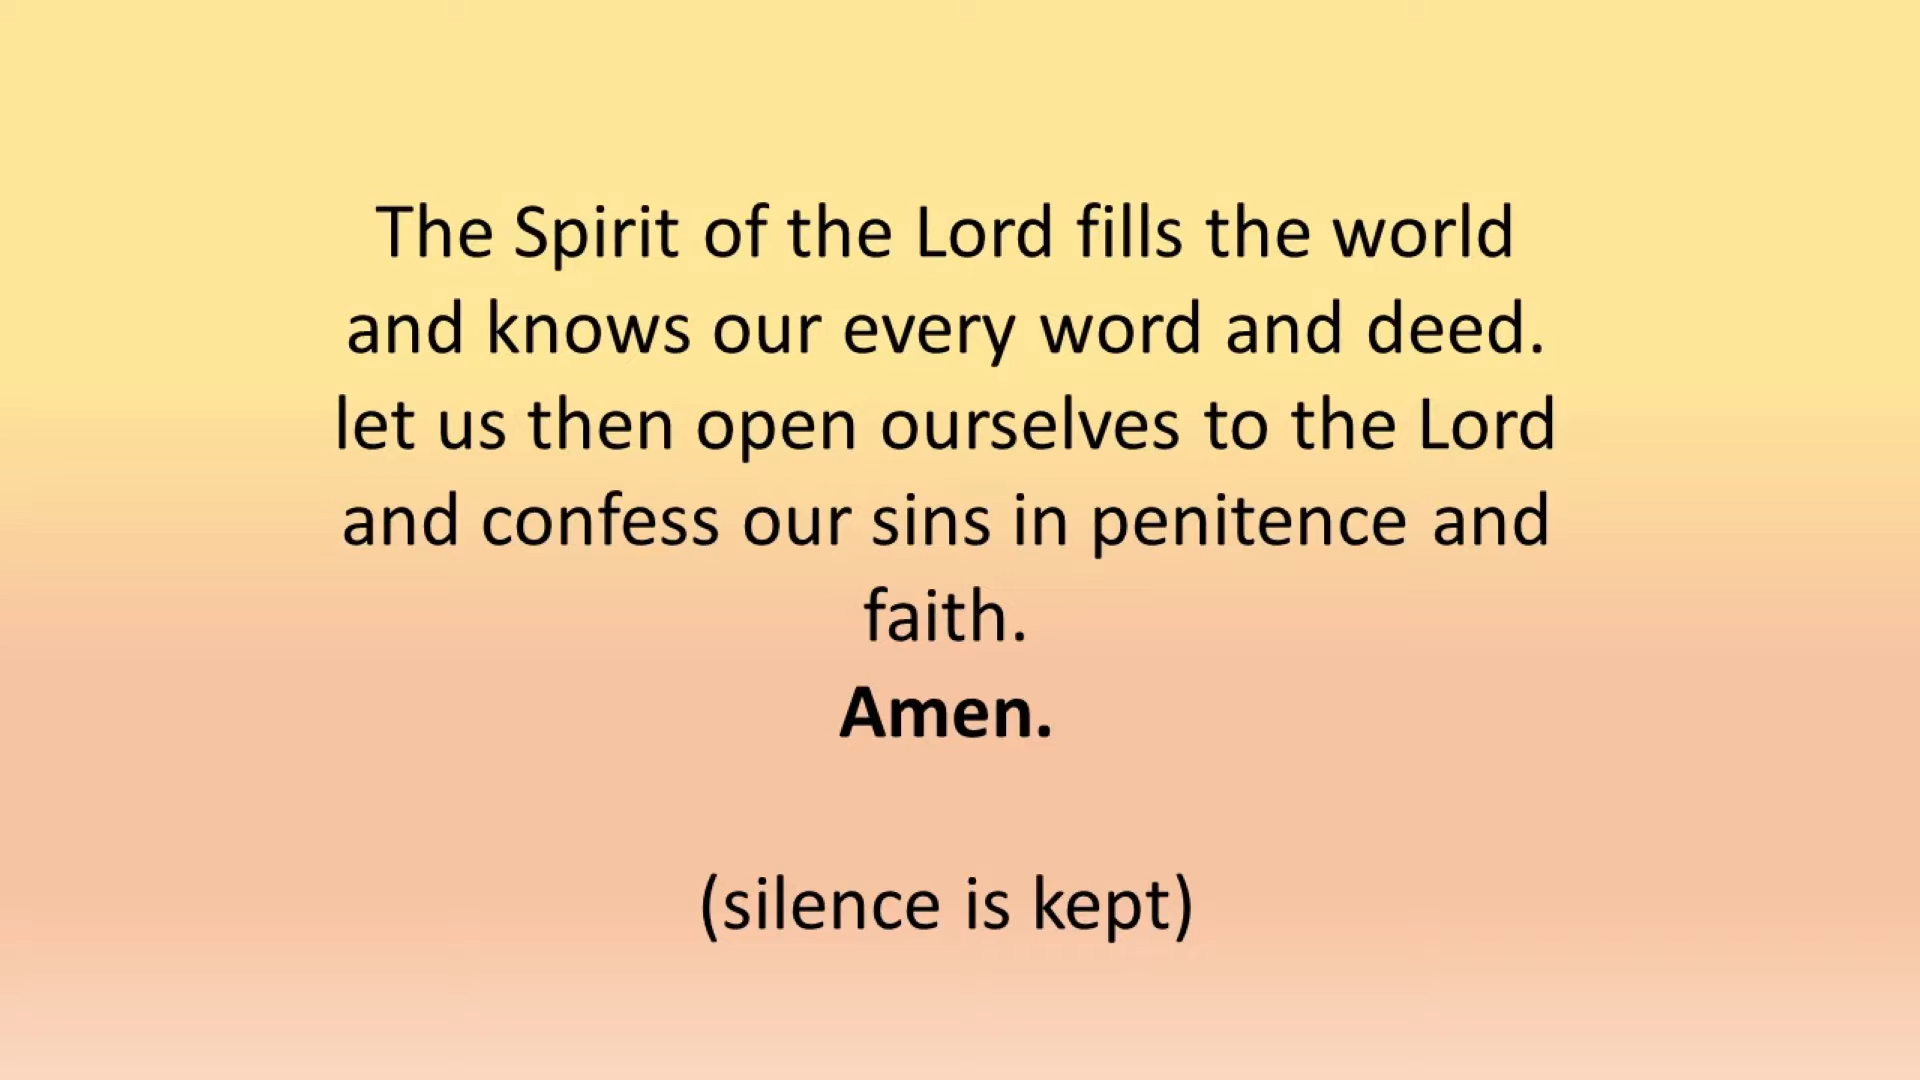 The Spirit of the Lord fills the world
and knows our every word and deed.
let us then open ourselves to the Lord
and confess our sins in penitence and
faith.
Amen.
(silence is kept)